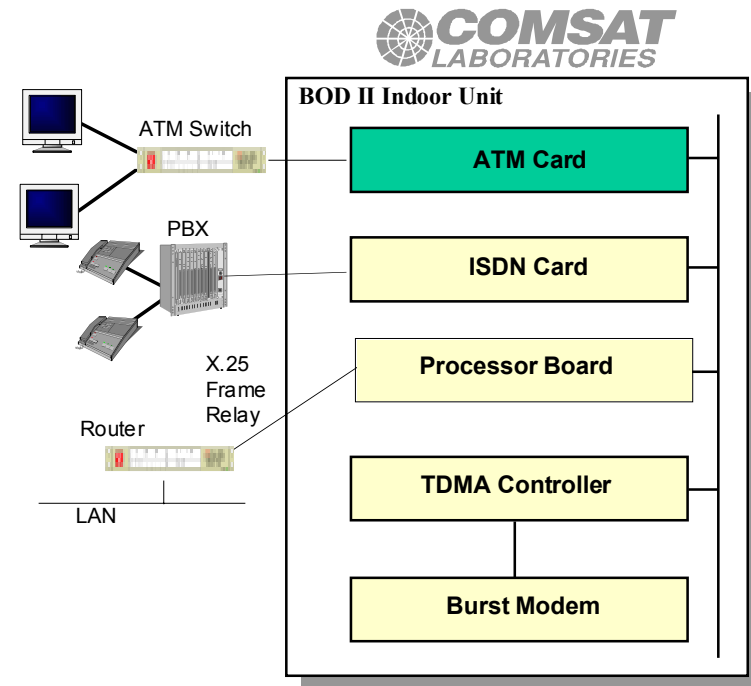 COMSAT
LABORATORIES
BOD II Indoor Unit
ATM Switch
ATM Card
PBX
ISDN Card
X.25
Frame
Relay
Processor Board
Router
TDMA Controller
LAN
Burst Modem